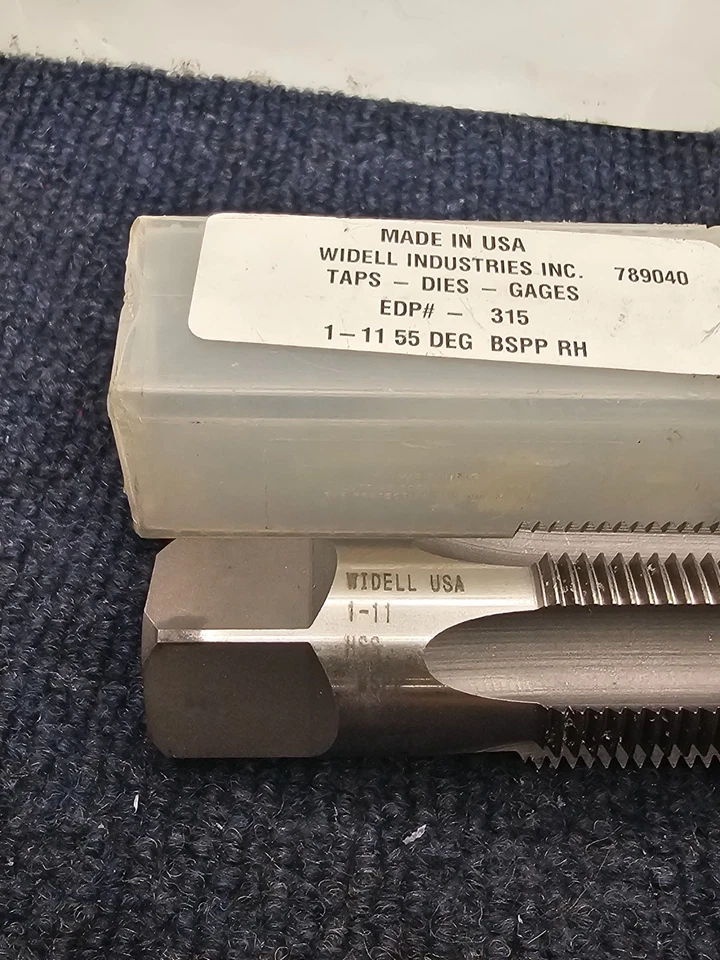 MADE IN USA
WIDELL INDUSTRIES INC. 789040
TAPS – DIES – GAGES
EDP# – 315
1–11 55 DEG BSPP RH
WIDELL USA
1-11
HSS